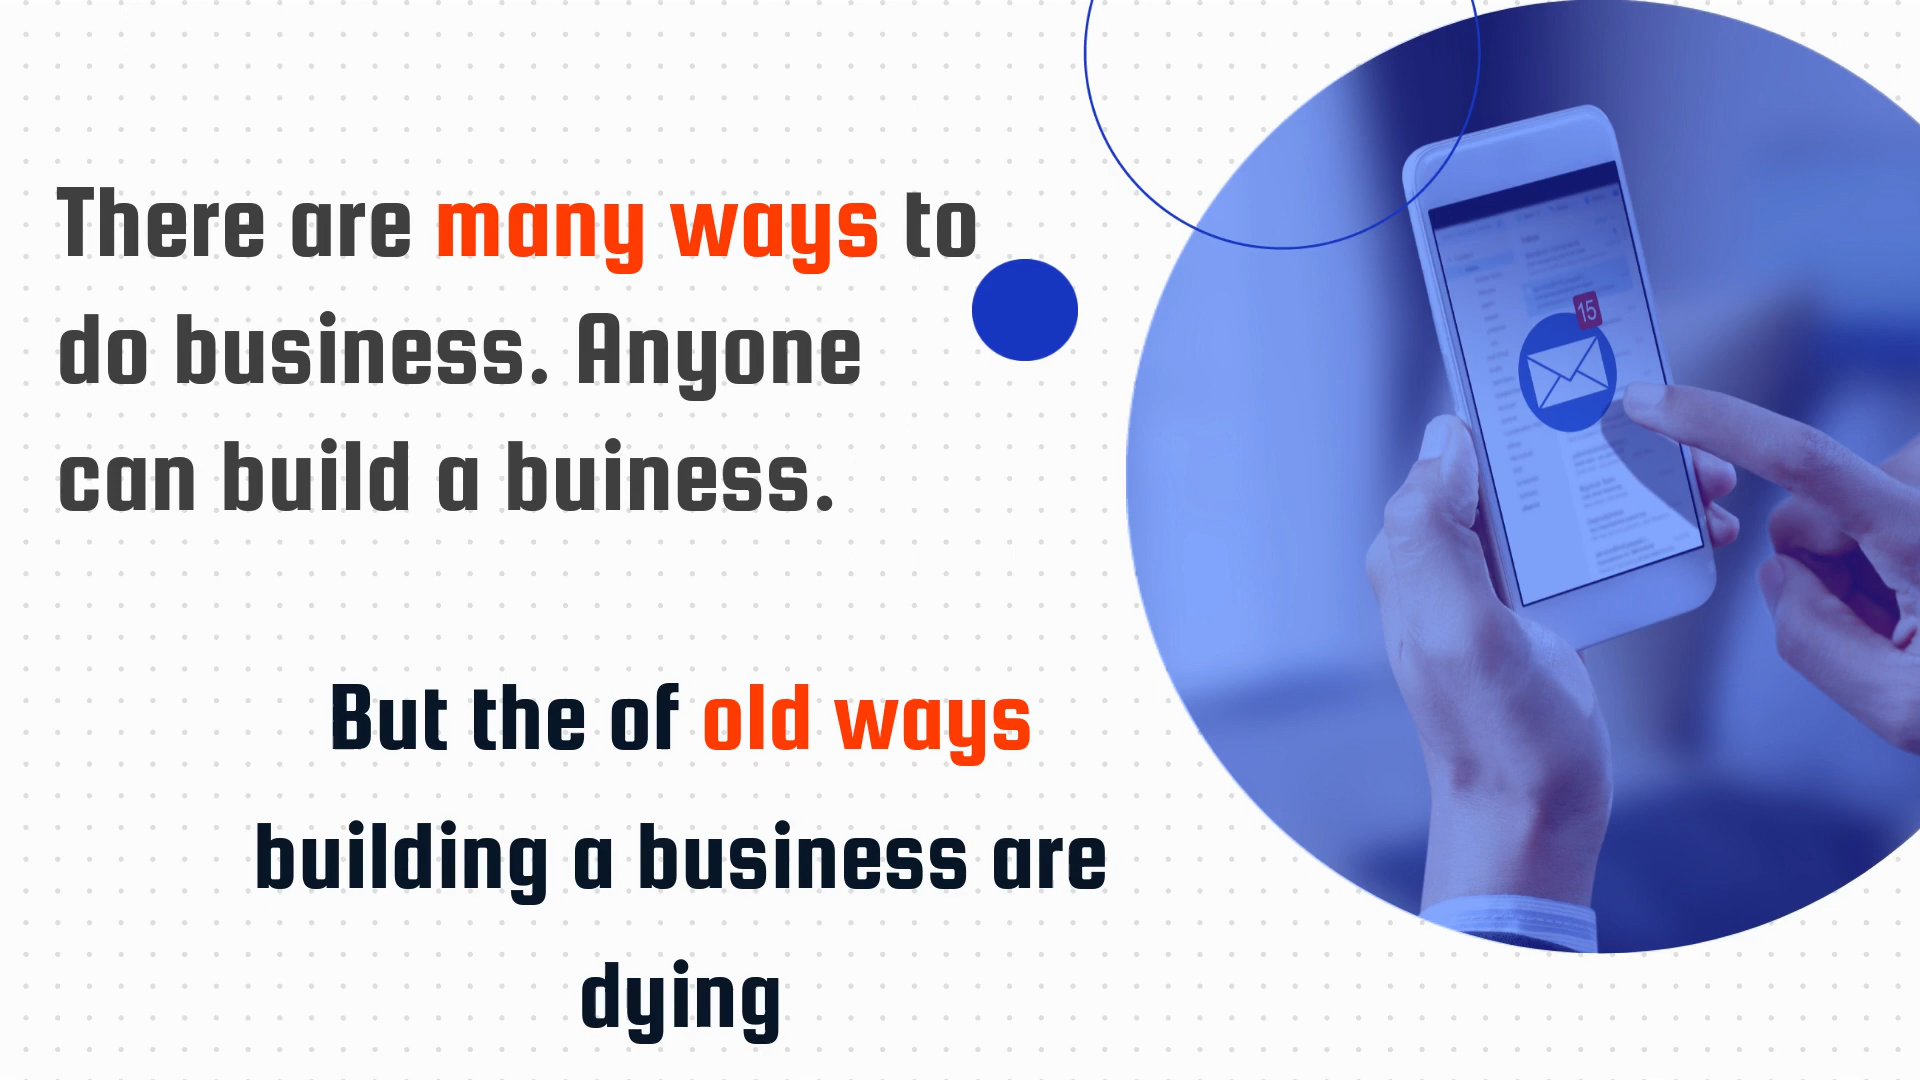 There are many ways to
do business. Anyone
can build a buiness.
15
But the of old ways
building a business are
dying